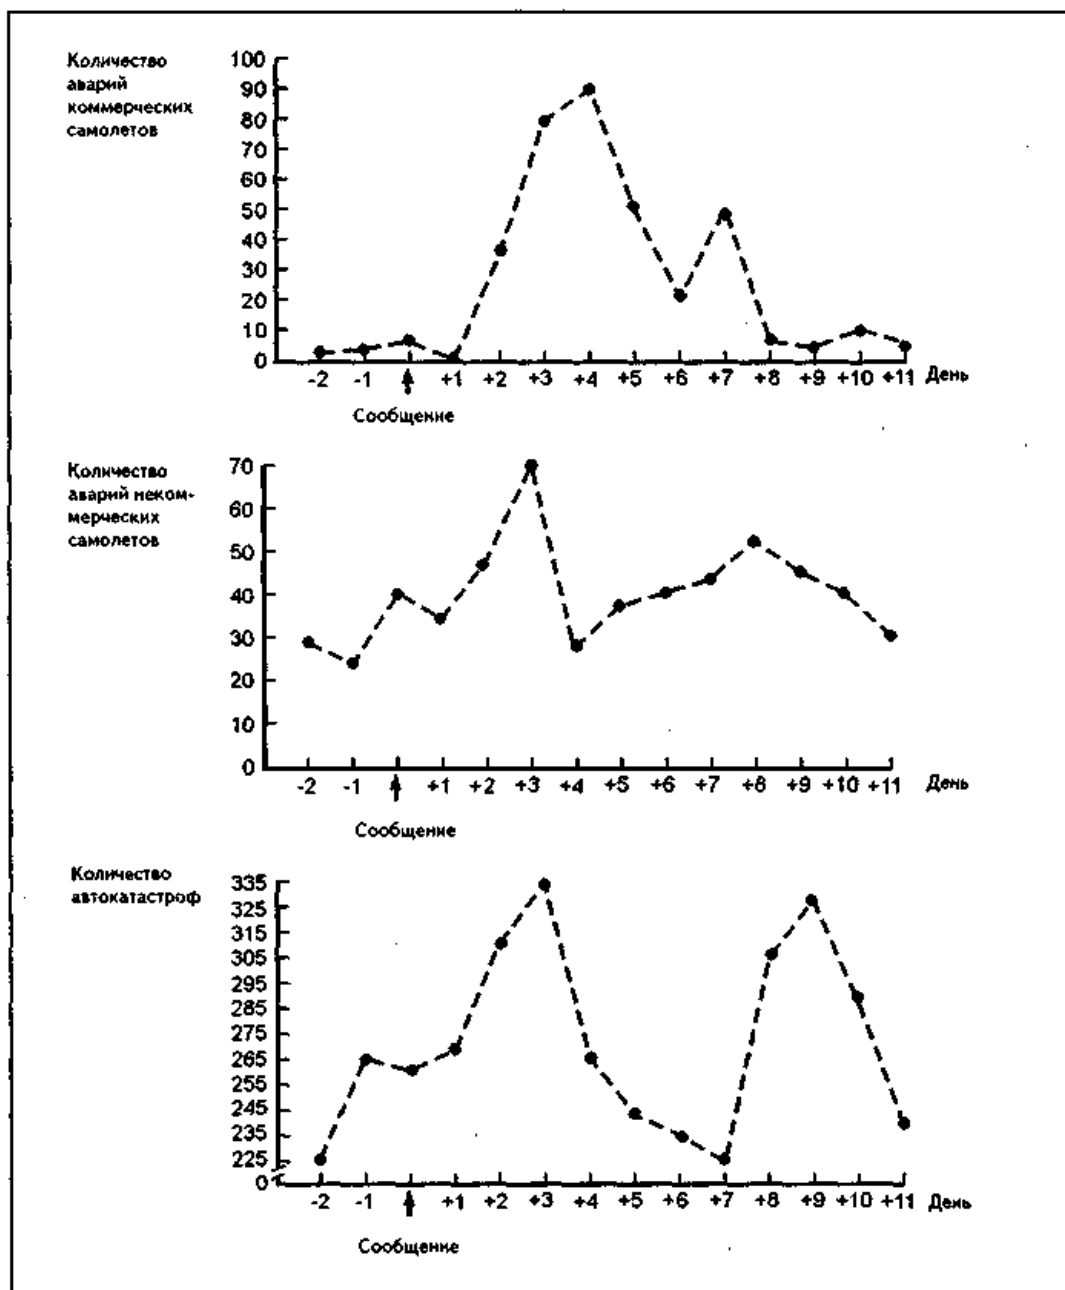 Количество
аварий
коммерческих
самолетов
100
90
80
70
60
50
40
30
20
10
0
-2 -1 +1 +2 +3 +4 +5 +6 +7 +8 +9 +10 +11 День
Сообщение
Количество
аварий неком-
мерческих
самолетов
70
60
50
40
30
20
10
0
-2 -1 +1 +2 +3 +4 +5 +6 +7 +8 +9 +10 +11 День
Сообщение
Количество
автокатастроф
335
325
315
305
295
285
275
265
255
245
235
225
0
-2 -1 +1 +2 +3 +4 +5 +6 +7 +8 +9 +10 +11 День
Сообщение